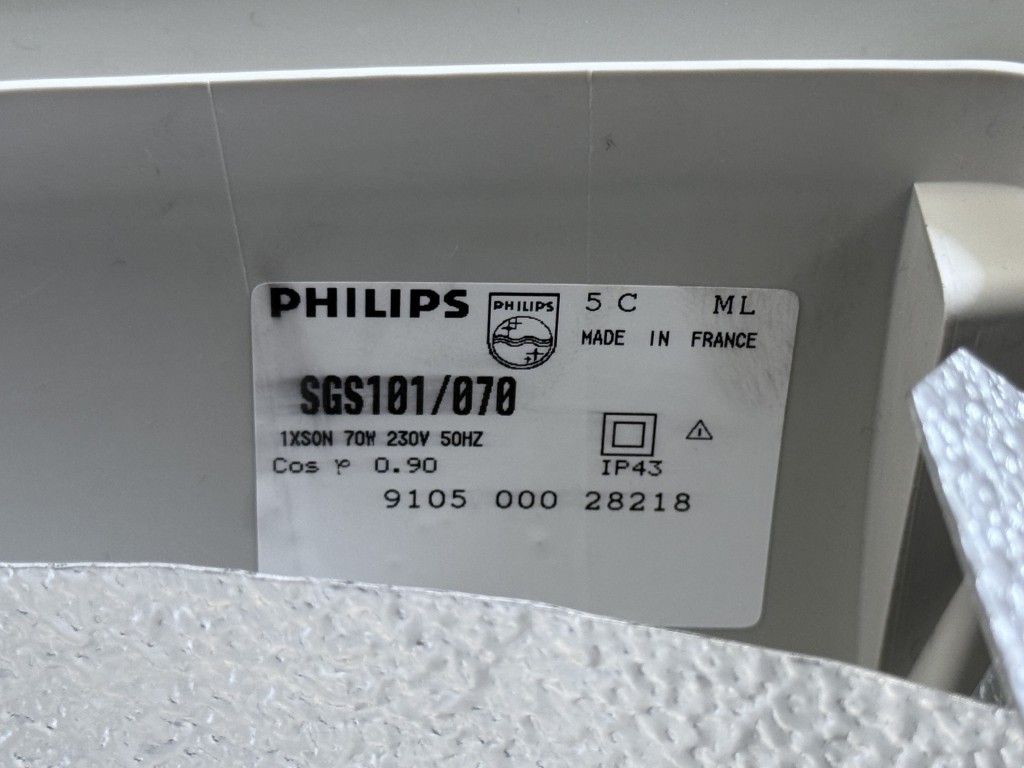 PHILIPS PHILIPS 5 C ML
MADE IN FRANCE
SGS101/070
1XSON 70W 230V 50HZ
Cos φ 0.90 IP43
9105 000 28218